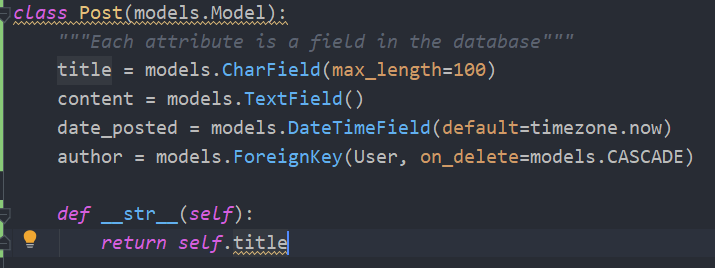 class Post(models.Model):
    """Each attribute is a field in the database"""
    title = models.CharField(max_length=100)
    content = models.TextField()
    date_posted = models.DateTimeField(default=timezone.now)
    author = models.ForeignKey(User, on_delete=models.CASCADE)
    def __str__(self):
        return self.title